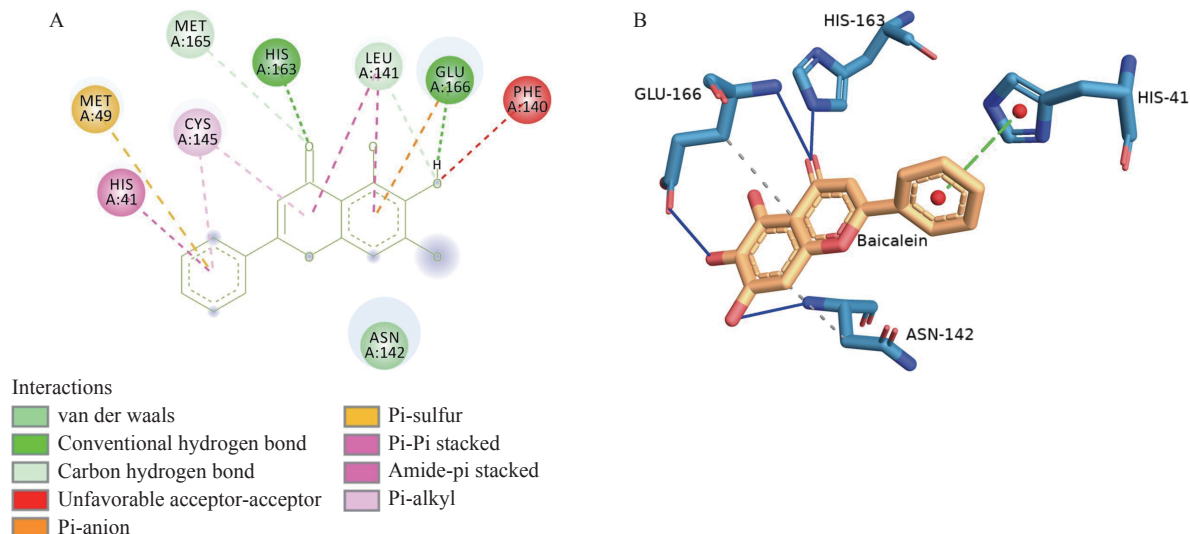 A
MET
A:165
HIS
A:163
LEU
A:141
GLU
A:166
PHE
A:140
MET
A:49
CYS
A:145
HIS
A:41
O
O
H
O
O
O
ASN
A:142
Interactions
van der waals
Conventional hydrogen bond
Carbon hydrogen bond
Unfavorable acceptor-acceptor
Pi-anion
Pi-sulfur
Pi-Pi stacked
Amide-pi stacked
Pi-alkyl
B
HIS-163
GLU-166
HIS-41
Baicalein
ASN-142